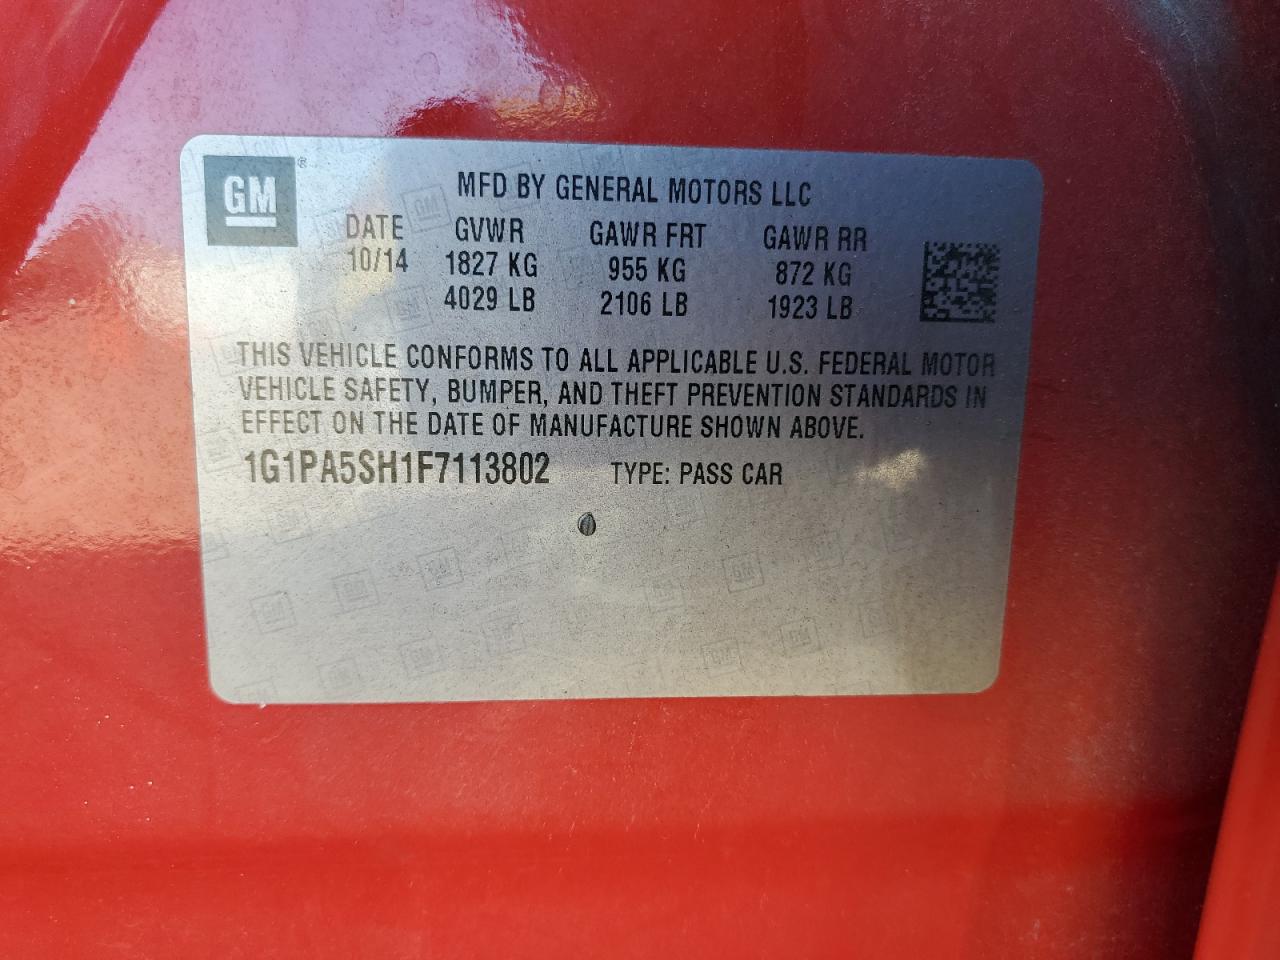 GM ®
MFD BY GENERAL MOTORS LLC
DATE GVWR GAWR FRT GAWR RR
10/14 1827 KG 955 KG 872 KG
4029 LB 2106 LB 1923 LB
THIS VEHICLE CONFORMS TO ALL APPLICABLE U.S. FEDERAL MOTOR
VEHICLE SAFETY, BUMPER, AND THEFT PREVENTION STANDARDS IN
EFFECT ON THE DATE OF MANUFACTURE SHOWN ABOVE.
1G1PA5SH1F7113802 TYPE: PASS CAR